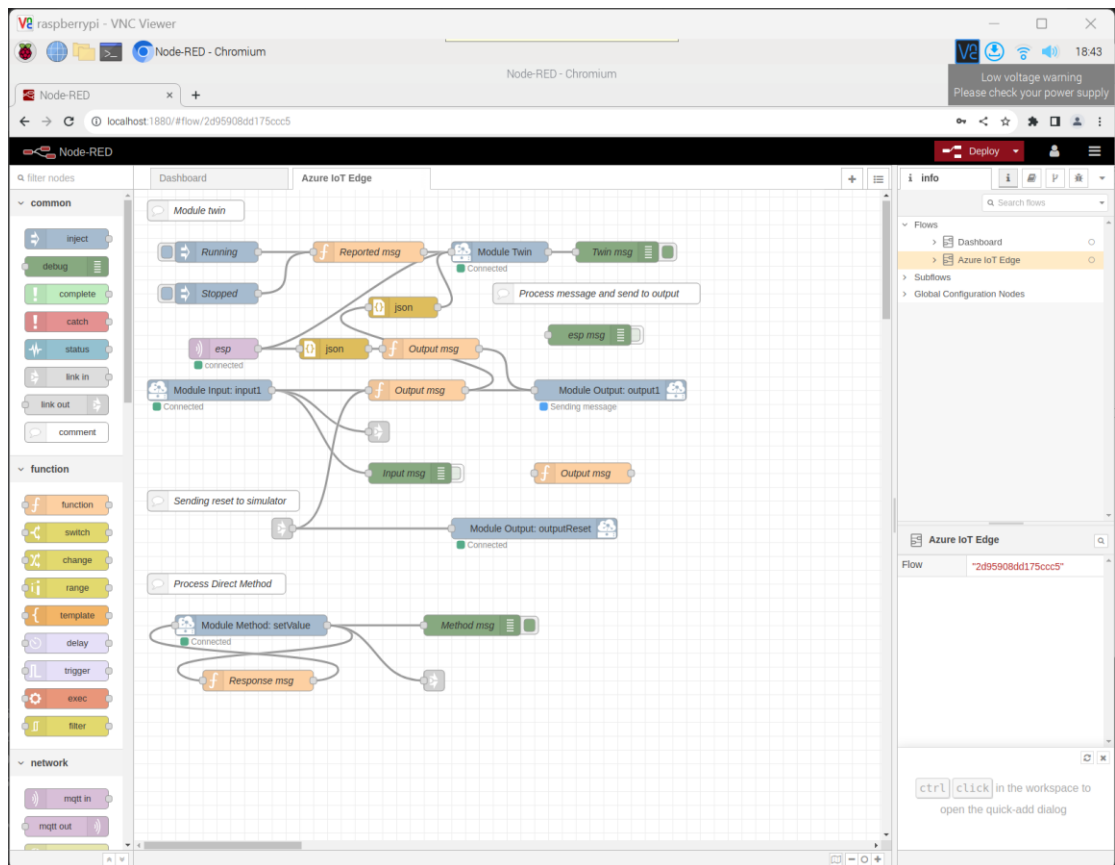 raspberrypi - VNC Viewer
Node-RED - Chromium
18:43
Node-RED - Chromium
Low voltage warning
Please check your power supply
Node-RED
localhost:1880/#flow/2d95908dd175ccc5
Node-RED
Deploy
filter nodes
Dashboard
Azure IoT Edge
info
i
common
Search flows
Module twin
Flows
inject
Running
Reported msg
Module Twin
Twin msg
Dashboard
debug
Connected
Azure IoT Edge
complete
Stopped
Process message and send to output
Subflows
Global Configuration Nodes
catch
json
status
esp
json
Output msg
esp msg
connected
link in
Module Input: input1
Output msg
Module Output: output1
link out
Connected
Sending message
comment
function
Input msg
Output msg
function
Sending reset to simulator
switch
Module Output: outputReset
Azure IoT Edge
Connected
change
Flow
"2d95908dd175ccc5"
range
Process Direct Method
template
Module Method: setValue
Method msg
delay
Connected
trigger
Response msg
exec
filter
network
ctrl click in the workspace to
open the quick-add dialog
mqtt in
mqtt out